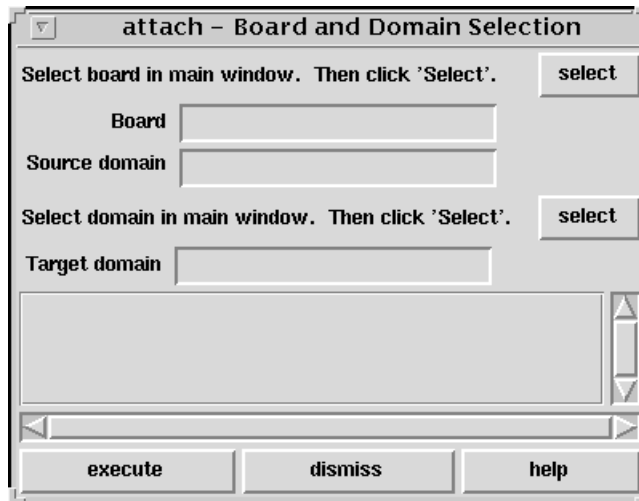 attach – Board and Domain Selection
Select board in main window. Then click 'Select'. select
Board
Source domain
Select domain in main window. Then click 'Select'. select
Target domain
execute dismiss help